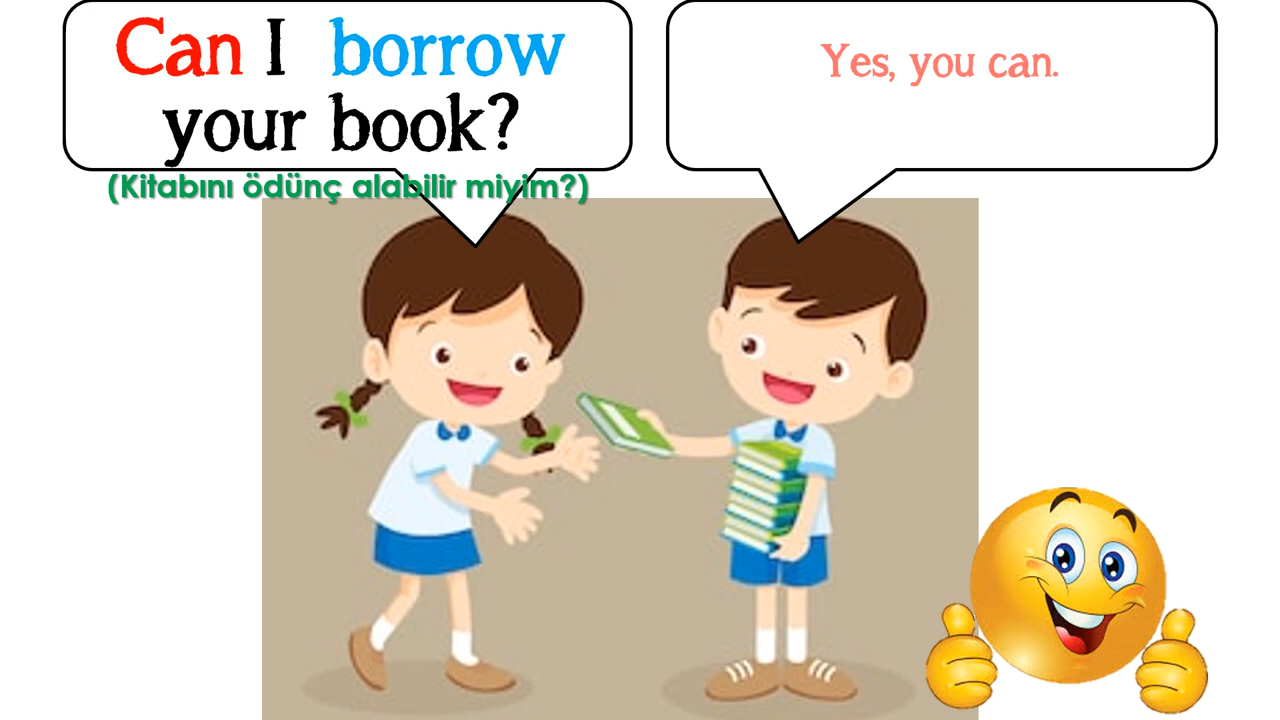 Can I borrow
your book?
(Kitabını ödünç alabilir miyim?)
Yes, you can.